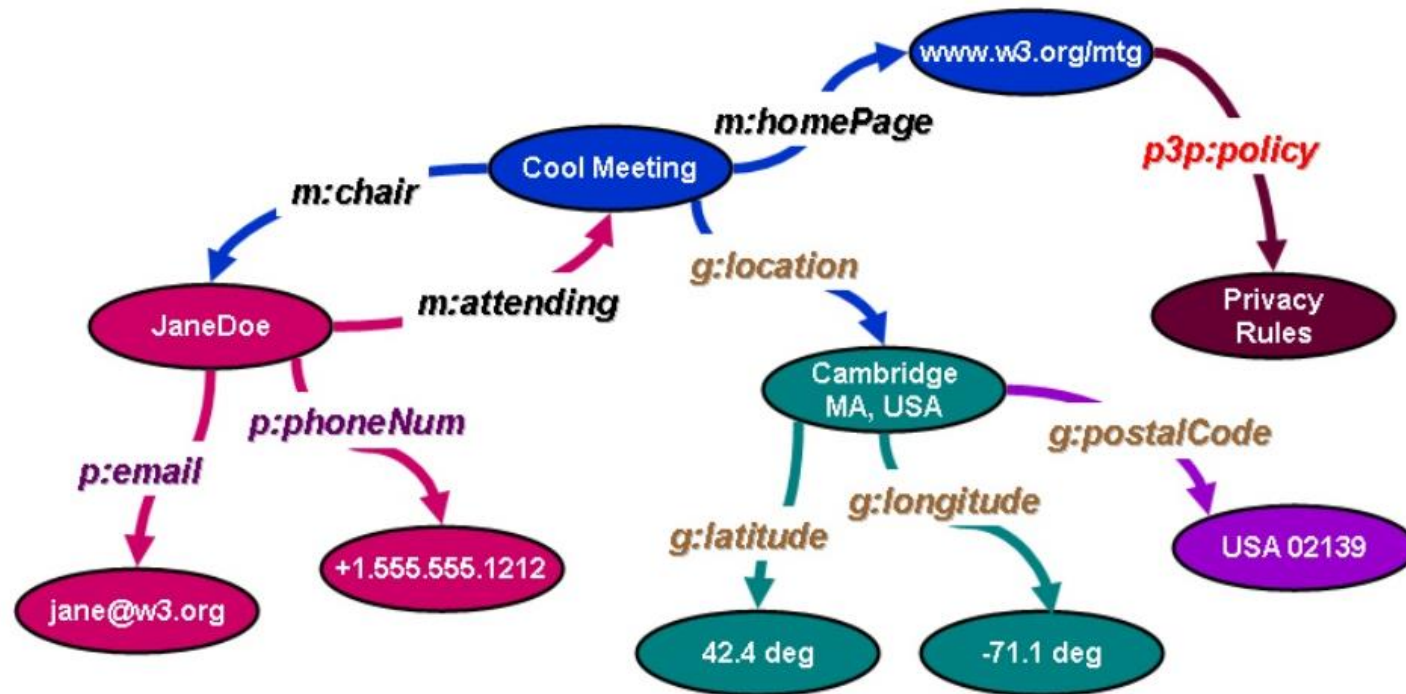 www.w3.org/mtg
m:homePage
p3p:policy
Cool Meeting
m:chair
g:location
m:attending
Privacy
Rules
JaneDoe
Cambridge
MA, USA
p:phoneNum
g:postalCode
p:email
g:longitude
g:latitude
USA 02139
+1.555.555.1212
jane@w3.org
42.4 deg
-71.1 deg